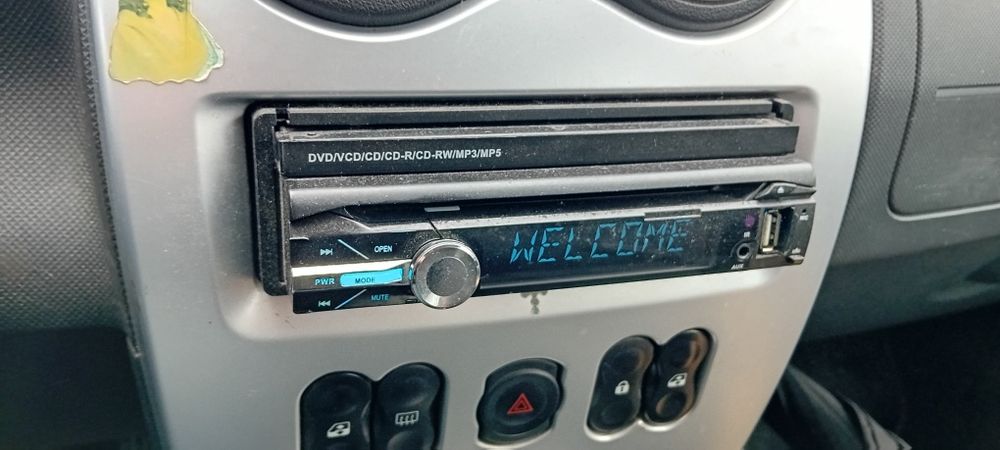 DVD/VCD/CD/CD-R/CD-RW/MP3/MP5
OPEN
WELCOME
PWR MODE
AUX
MUTE